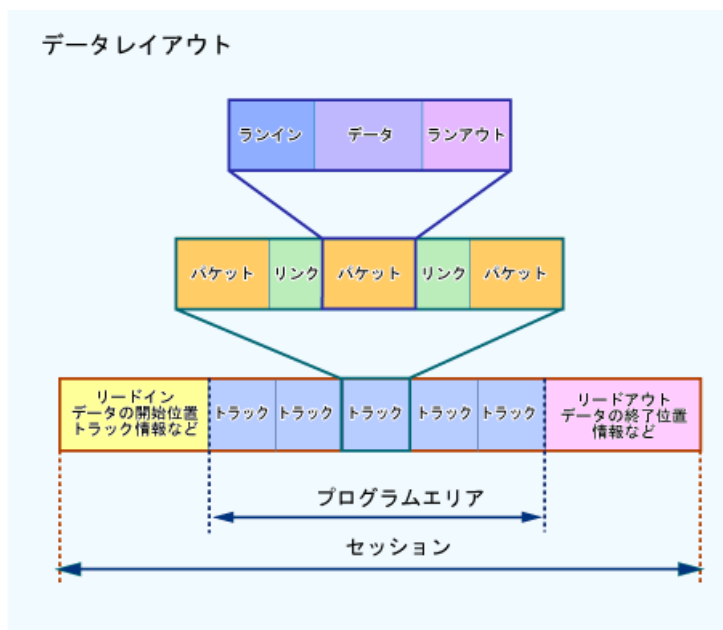 データレイアウト
ランイン データ ランアウト
パケット リンク パケット リンク パケット
リードイン
データの開始位置
トラック情報など
トラック トラック トラック トラック トラック
リードアウト
データの終了位置
情報など
プログラムエリア
セッション